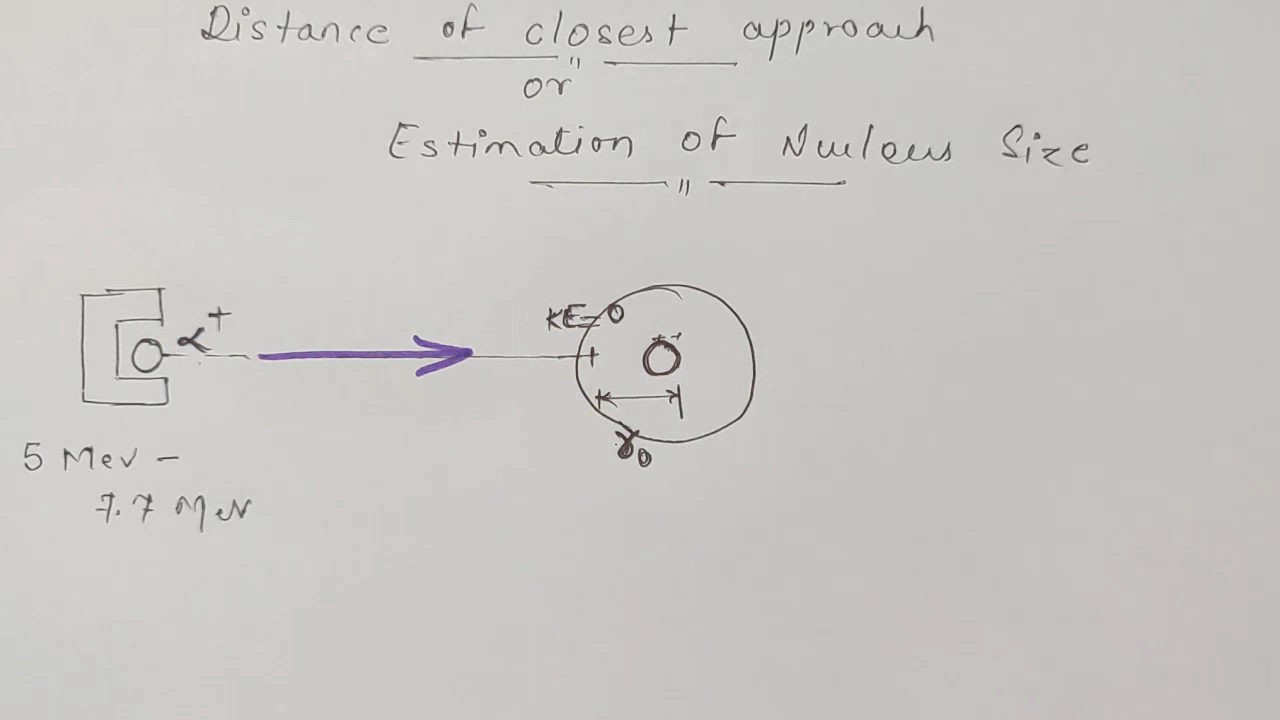 Distance of closest approach
or
Estimation of Nucleus Size
α+
KE=0
++
r0
5 Mev -
7.7 Mev